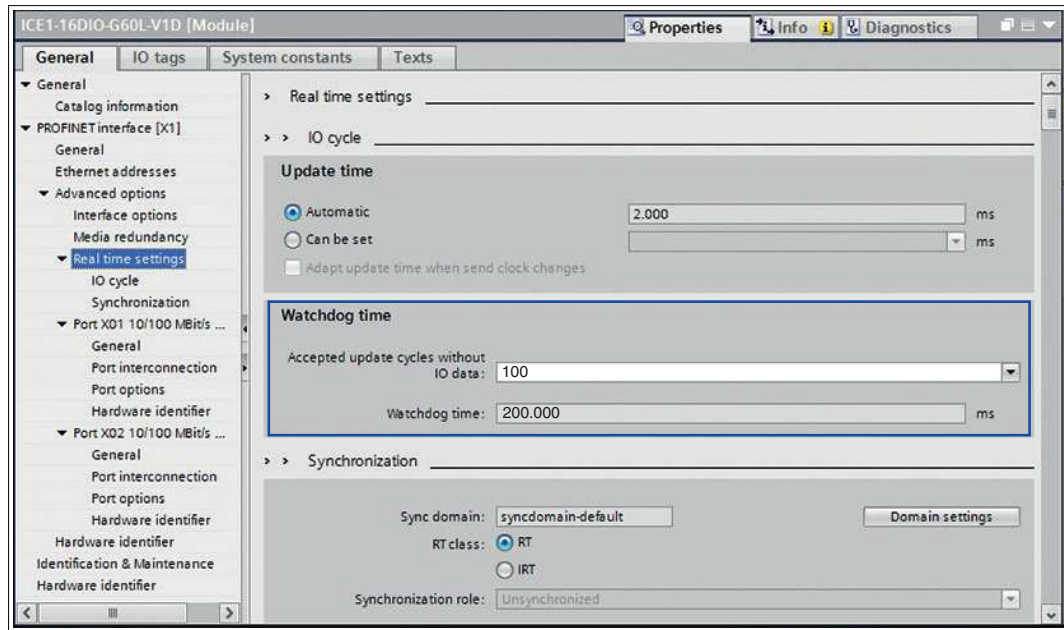 ICE1-16DIO-G60L-V1D [Module]
Properties
Info
Diagnostics
General
IO tags
System constants
Texts
General
Catalog information
PROFINET interface [X1]
General
Ethernet addresses
Advanced options
Interface options
Media redundancy
Real time settings
IO cycle
Synchronization
Port X01 10/100 MBit/s ...
General
Port interconnection
Port options
Hardware identifier
Port X02 10/100 MBit/s ...
General
Port interconnection
Port options
Hardware identifier
Hardware identifier
Identification & Maintenance
Hardware identifier
Real time settings
IO cycle
Update time
Automatic
2.000 ms
Can be set
ms
Adapt update time when send clock changes
Watchdog time
Accepted update cycles without
IO data: 100
Watchdog time: 200.000 ms
Synchronization
Sync domain: syncdomain-default
Domain settings
RT class: RT
IRT
Synchronization role: Unsynchronized